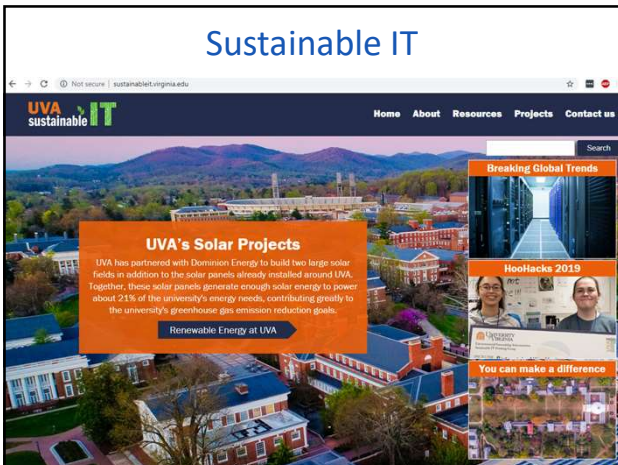 Sustainable IT
Not secure | sustainableit.virginia.edu
UVA
sustainable IT
Home About Resources Projects Contact us
Search
UVA's Solar Projects
UVA has partnered with Dominion Energy to build two large solar
fields in addition to the solar panels already installed around UVA.
Together, these solar panels generate enough solar energy to power
about 21% of the university's energy needs, contributing greatly to
the university's greenhouse gas emission reduction goals.
Renewable Energy at UVA
Breaking Global Trends
HooHacks 2019
UNIVERSITY
of VIRGINIA
You can make a difference